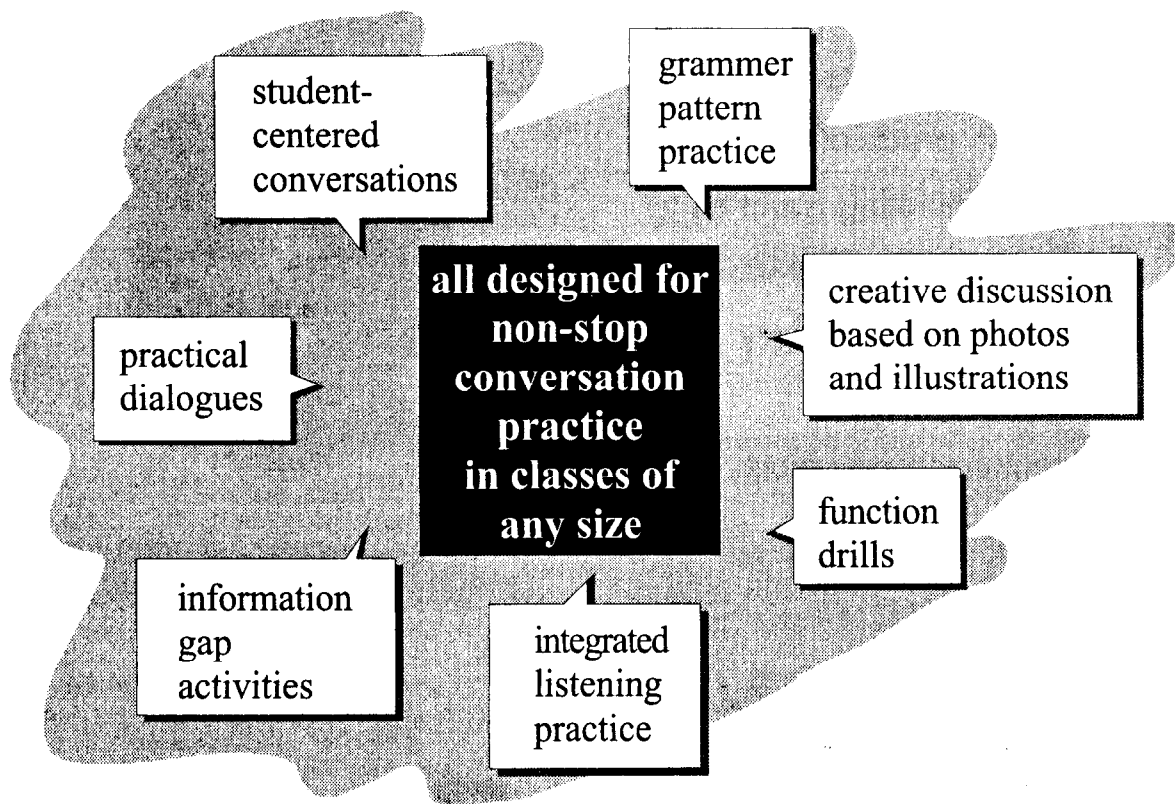 student-
centered
conversations
grammer
pattern
practice
all designed for
non-stop
conversation
practice
in classes of
any size
creative discussion
based on photos
and illustrations
practical
dialogues
function
drills
information
gap
activities
integrated
listening
practice